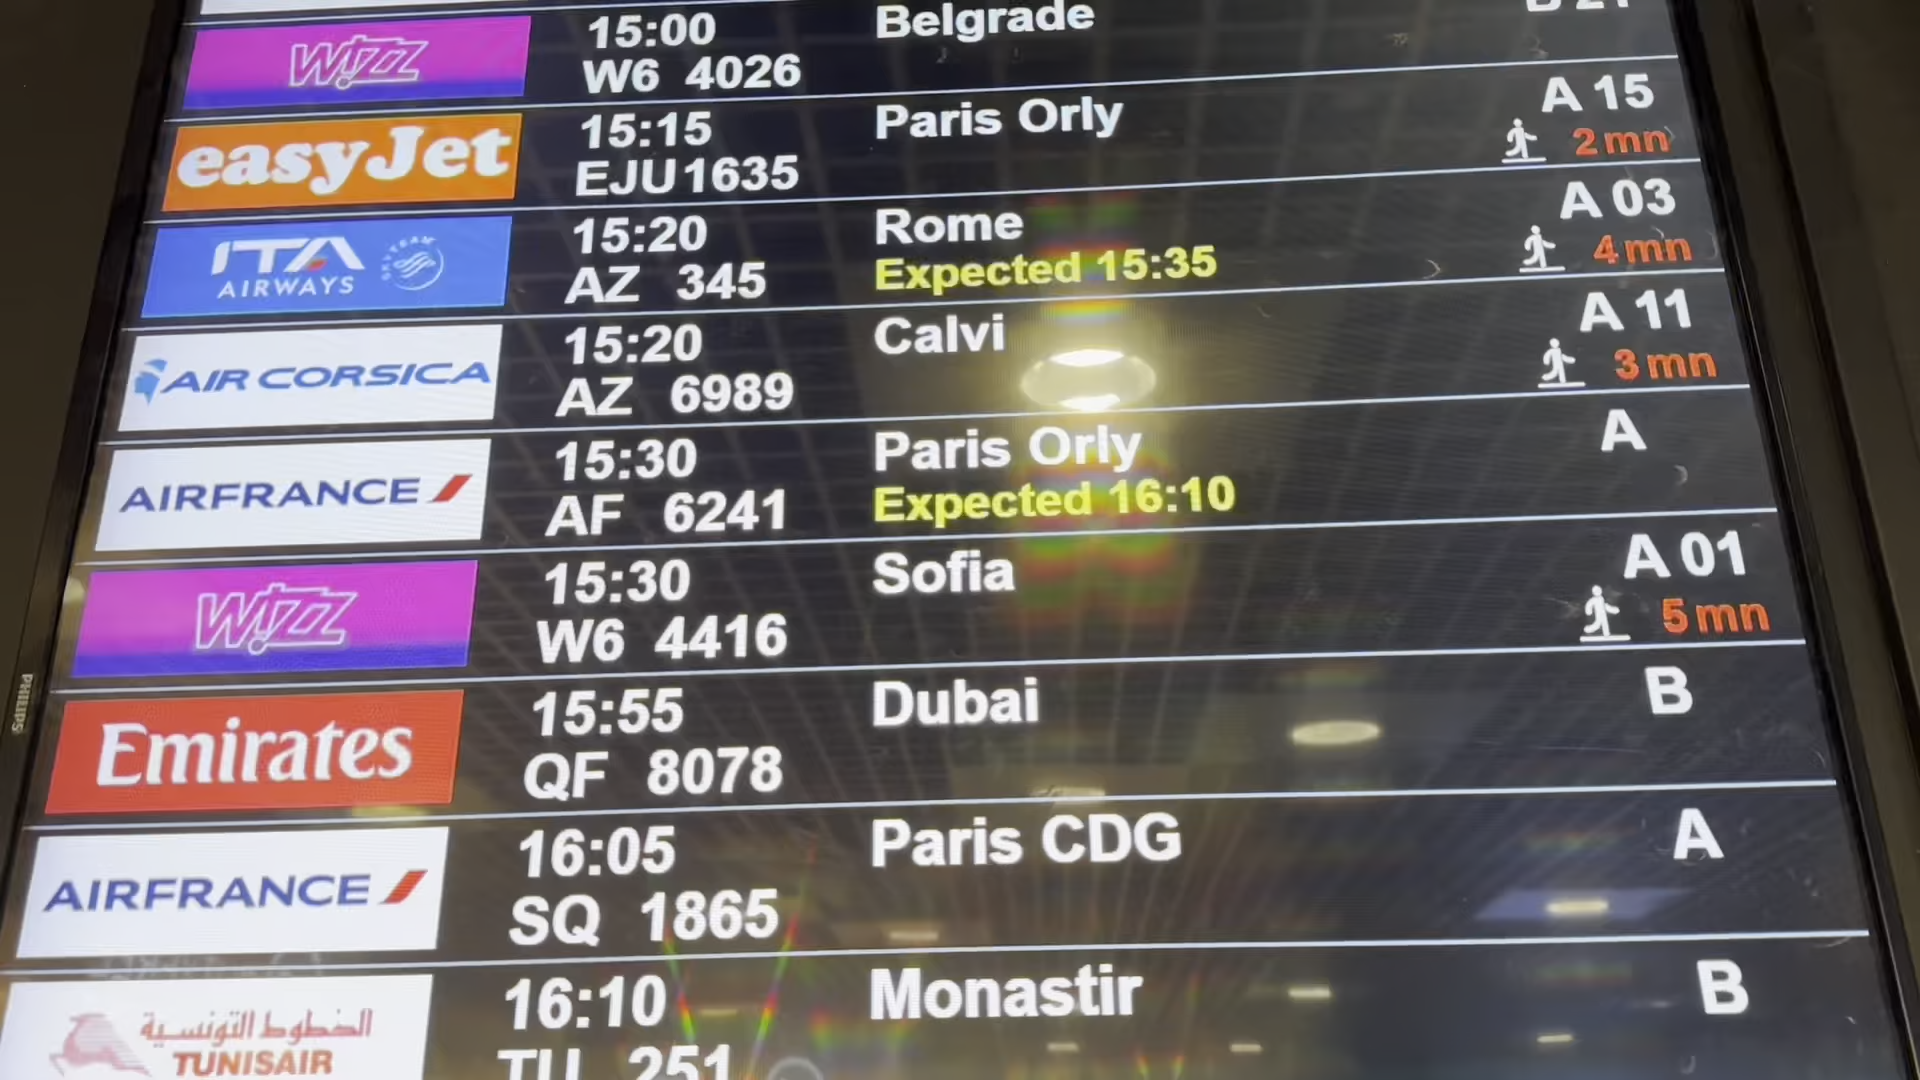 WIZZ 15:00 Belgrade
W6 4026
easyJet 15:15 Paris Orly A 15
EJU1635 2 mn
ITA AIRWAYS SKYTEAM 15:20 Rome A 03
AZ 345 Expected 15:35 4 mn
AIR CORSICA 15:20 Calvi A 11
AZ 6989 3 mn
AIRFRANCE 15:30 Paris Orly A
AF 6241 Expected 16:10
WIZZ 15:30 Sofia A 01
W6 4416 5 mn
PHILIPS
Emirates 15:55 Dubai B
QF 8078
AIRFRANCE 16:05 Paris CDG A
SQ 1865
الخطوط التونسية 16:10 Monastir B
TUNISAIR TU 251